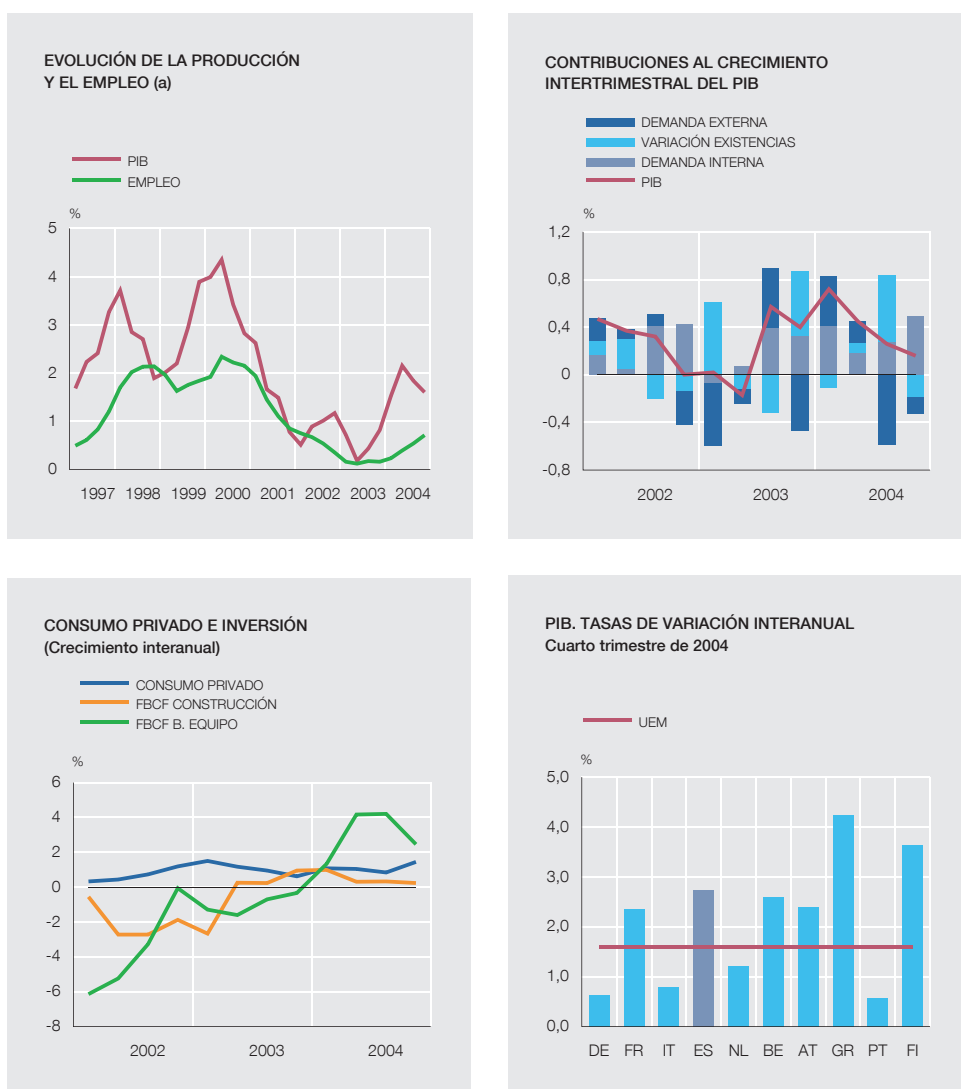 EVOLUCIÓN DE LA PRODUCCIÓN
Y EL EMPLEO (a)
PIB
EMPLEO
%
5
4
3
2
1
0
1997 1998 1999 2000 2001 2002 2003 2004
CONTRIBUCIONES AL CRECIMIENTO
INTERTRIMESTRAL DEL PIB
DEMANDA EXTERNA
VARIACIÓN EXISTENCIAS
DEMANDA INTERNA
PIB
%
1,2
0,8
0,4
0
-0,4
-0,8
2002 2003 2004
CONSUMO PRIVADO E INVERSIÓN
(Crecimiento interanual)
CONSUMO PRIVADO
FBCF CONSTRUCCIÓN
FBCF B. EQUIPO
%
6
4
2
0
-2
-4
-6
-8
2002 2003 2004
PIB. TASAS DE VARIACIÓN INTERANUAL
Cuarto trimestre de 2004
UEM
%
5,0
4,0
3,0
2,0
1,0
0,0
DE FR IT ES NL BE AT GR PT FI